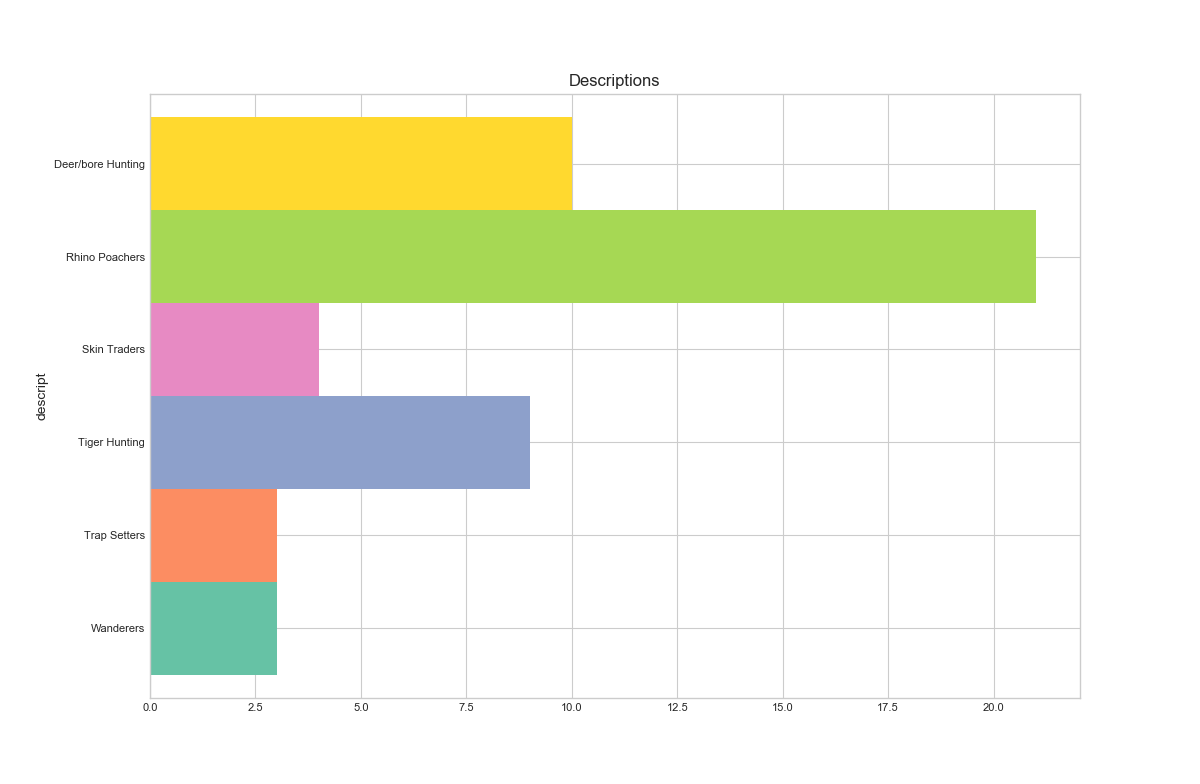 Descriptions
Deer/bore Hunting
Rhino Poachers
Skin Traders
Tiger Hunting
Trap Setters
Wanderers
descript
0.0 2.5 5.0 7.5 10.0 12.5 15.0 17.5 20.0